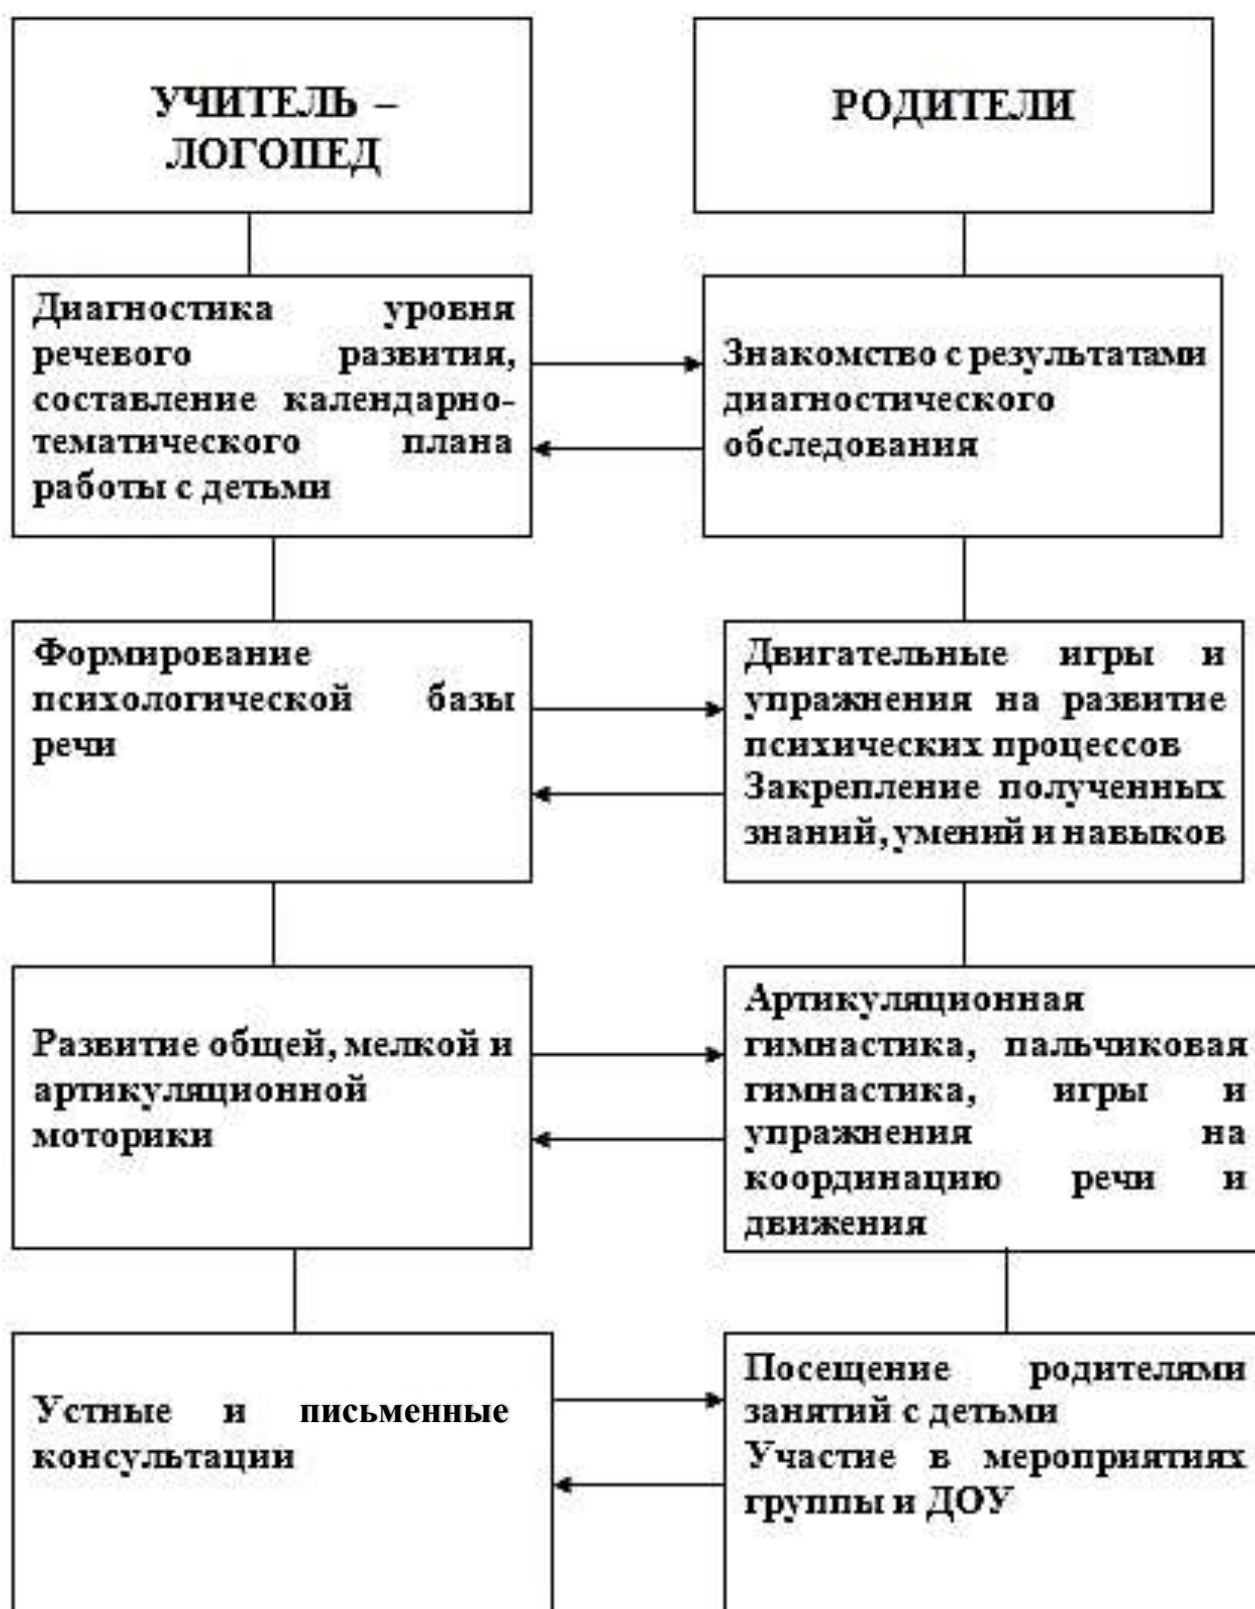 УЧИТЕЛЬ –
ЛОГОПЕД
РОДИТЕЛИ
Диагностика уровня
речевого развития,
составление календарно-
тематического плана
работы с детьми
Знакомство с результатами
диагностического
обследования
Формирование
психологической базы
речи
Двигательные игры и
упражнения на развитие
психических процессов
Закрепление полученных
знаний, умений и навыков
Развитие общей, мелкой и
артикуляционной
моторики
Артикуляционная
гимнастика, пальчиковая
гимнастика, игры и
упражнения на
координацию речи и
движения
Устные и письменные
консультации
Посещение родителями
занятий с детьми
Участие в мероприятиях
группы и ДОУ